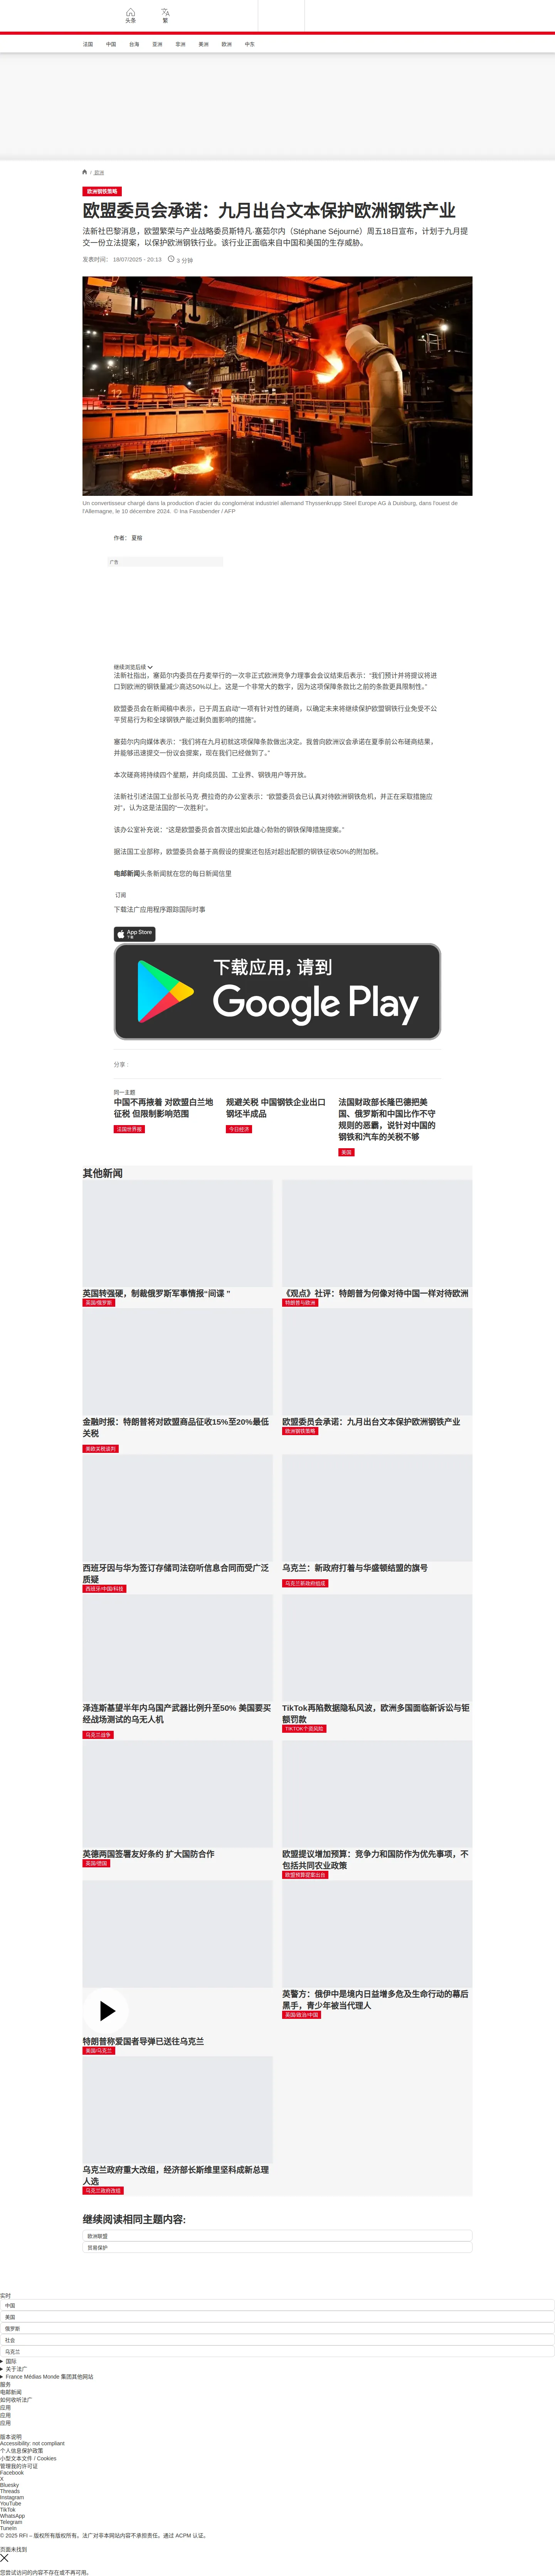 头条
繁
法国
中国
台海
亚洲
非洲
美洲
欧洲
中东
/ 欧洲
欧洲钢铁策略
欧盟委员会承诺：九月出台文本保护欧洲钢铁产业
法新社巴黎消息，欧盟繁荣与产业战略委员斯特凡·塞茹尔内（Stéphane Séjourné）周五18日宣布，计划于九月提
交一份立法提案，以保护欧洲钢铁行业。该行业正面临来自中国和美国的生存威胁。
发表时间： 18/07/2025 - 20:13
3 分钟
Un convertisseur chargé dans la production d'acier du conglomérat industriel allemand Thyssenkrupp Steel Europe AG à Duisburg, dans l'ouest de
l'Allemagne, le 10 décembre 2024. © Ina Fassbender / AFP
作者： 夏榕
广告
继续浏览后续
法新社指出，塞茹尔内委员在丹麦举行的一次非正式欧洲竞争力理事会会议结束后表示：“我们预计并将提议将进
口到欧洲的钢铁量减少高达50%以上。这是一个非常大的数字，因为这项保障条款比之前的条款更具限制性。”
欧盟委员会在新闻稿中表示，已于周五启动“一项有针对性的磋商，以确定未来将继续保护欧盟钢铁行业免受不公
平贸易行为和全球钢铁产能过剩负面影响的措施”。
塞茹尔内向媒体表示：“我们将在九月初就这项保障条款做出决定。我曾向欧洲议会承诺在夏季前公布磋商结果，
并能够迅速提交一份议会提案，现在我们已经做到了。”
本次磋商将持续四个星期，并向成员国、工业界、钢铁用户等开放。
法新社引述法国工业部长马克·费拉奇的办公室表示：“欧盟委员会已认真对待欧洲钢铁危机，并正在采取措施应
对”，认为这是法国的“一次胜利”。
该办公室补充说：“这是欧盟委员会首次提出如此雄心勃勃的钢铁保障措施提案。”
据法国工业部称，欧盟委员会基于高假设的提案还包括对超出配额的钢铁征收50%的附加税。
电邮新闻头条新闻就在您的每日新闻信里
订阅
下载法广应用程序跟踪国际时事
App Store
下载
下载应用，请到
Google Play
分享 :
同一主题
中国不再掖着 对欧盟白兰地
征税 但限制影响范围
法国世界报
规避关税 中国钢铁企业出口
钢坯半成品
今日经济
法国财政部长隆巴德把美
国、俄罗斯和中国比作不守
规则的恶霸，说针对中国的
钢铁和汽车的关税不够
美国
其他新闻
英国转强硬，制裁俄罗斯军事情报“间谍 ”
英国/俄罗斯
《观点》社评：特朗普为何像对待中国一样对待欧洲
特朗普与欧洲
金融时报：特朗普将对欧盟商品征收15%至20%最低
关税
美欧关税谈判
欧盟委员会承诺：九月出台文本保护欧洲钢铁产业
欧洲钢铁策略
西班牙因与华为签订存储司法窃听信息合同而受广泛
质疑
西班牙/中国/科技
乌克兰：新政府打着与华盛顿结盟的旗号
乌克兰新政府组成
泽连斯基望半年内乌国产武器比例升至50% 美国要买
经战场测试的乌无人机
乌克兰战争
TikTok再陷数据隐私风波，欧洲多国面临新诉讼与钜
额罚款
TIKTOK个资风险
英德两国签署友好条约 扩大国防合作
英国/德国
欧盟提议增加预算：竞争力和国防作为优先事项，不
包括共同农业政策
欧盟预算提案出台
特朗普称爱国者导弹已送往乌克兰
美国/乌克兰
英警方：俄伊中是境内日益增多危及生命行动的幕后
黑手，青少年被当代理人
英国/政治/中国
乌克兰政府重大改组，经济部长斯维里坚科成新总理
人选
乌克兰政府改组
继续阅读相同主题内容:
欧洲联盟
贸易保护
实时
中国
美国
俄罗斯
社会
乌克兰
国际
关于法广
France Médias Monde 集团其他网站
服务
电邮新闻
如何收听法广
应用
应用
应用
版本说明
Accessibility: not compliant
个人信息保护政策
小型文本文件 / Cookies
管理我的许可证
Facebook
X
Bluesky
Threads
Instagram
YouTube
TikTok
WhatsApp
Telegram
TuneIn
© 2025 RFI – 版权所有版权所有。法广对非本网站内容不承担责任。通过 ACPM 认证。
页面未找到
您尝试访问的内容不存在或不再可用。